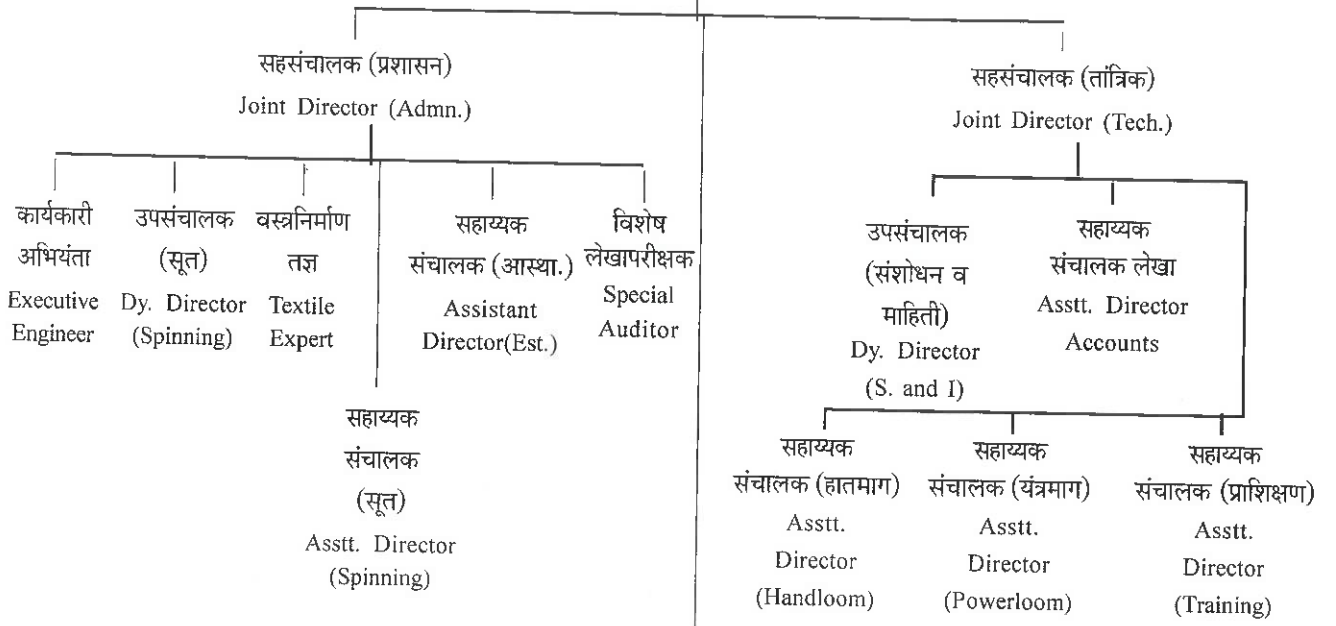 सहसंचालक (प्रशासन)
Joint Director (Admn.)
सहसंचालक (तांत्रिक)
Joint Director (Tech.)
कार्यकारी
अभियंता
Executive
Engineer
उपसंचालक
(सूत)
Dy. Director
(Spinning)
वस्त्रनिर्माण
तज्ञ
Textile
Expert
सहाय्यक
संचालक (आस्था.)
Assistant
Director(Est.)
विशेष
लेखापरीक्षक
Special
Auditor
सहाय्यक
संचालक
(सूत)
Asstt. Director
(Spinning)
उपसंचालक
(संशोधन व
माहिती)
Dy. Director
(S. and I)
सहाय्यक
संचालक लेखा
Asstt. Director
Accounts
सहाय्यक
संचालक (हातमाग)
Asstt.
Director
(Handloom)
सहाय्यक
संचालक (यंत्रमाग)
Asstt.
Director
(Powerloom)
सहाय्यक
संचालक (प्राशिक्षण)
Asstt.
Director
(Training)